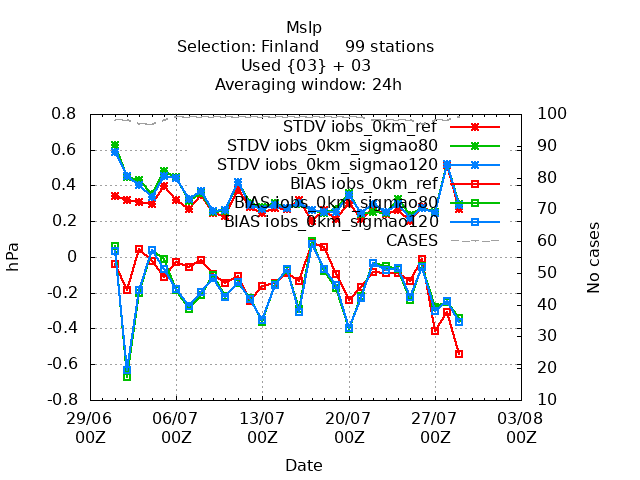 Mslp
Selection: Finland 99 stations
Used {03} + 03
Averaging window: 24h
STDV iobs_0km_ref
STDV iobs_0km_sigmao80
STDV iobs_0km_sigmao120
BIAS iobs_0km_ref
BIAS iobs_0km_sigmao80
BIAS iobs_0km_sigmao120
CASES
0.8
0.6
0.4
0.2
0
-0.2
-0.4
-0.6
-0.8
hPa
100
90
80
70
60
50
40
30
20
10
No cases
29/06 06/07 13/07 20/07 27/07 03/08
00Z 00Z 00Z 00Z 00Z 00Z
Date